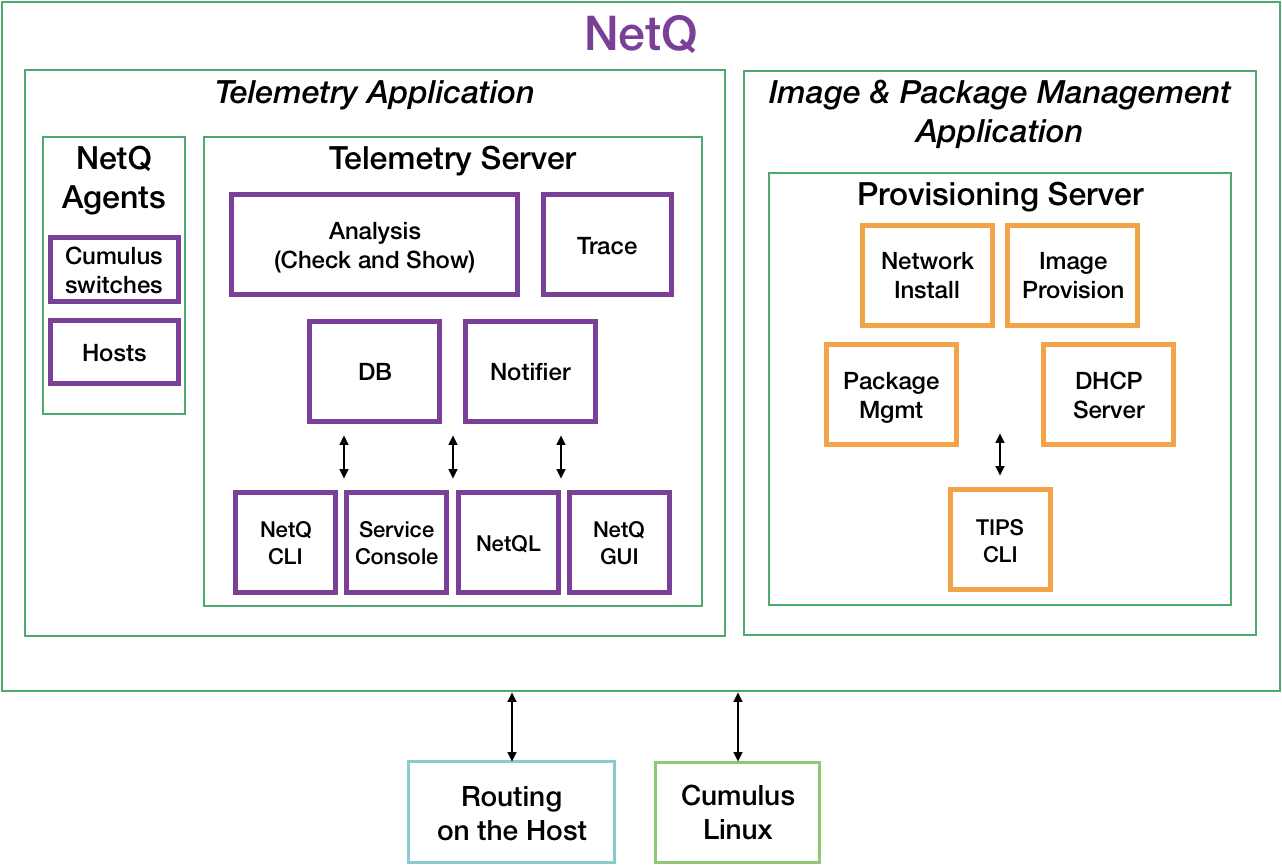 NetQ
Telemetry Application
NetQ
Agents
Cumulus
switches
Hosts
Telemetry Server
Analysis
(Check and Show)
Trace
DB
Notifier
NetQ
CLI
Service
Console
NetQL
NetQ
GUI
Image & Package Management
Application
Provisioning Server
Network
Install
Image
Provision
Package
Mgmt
DHCP
Server
TIPS
CLI
Routing
on the Host
Cumulus
Linux